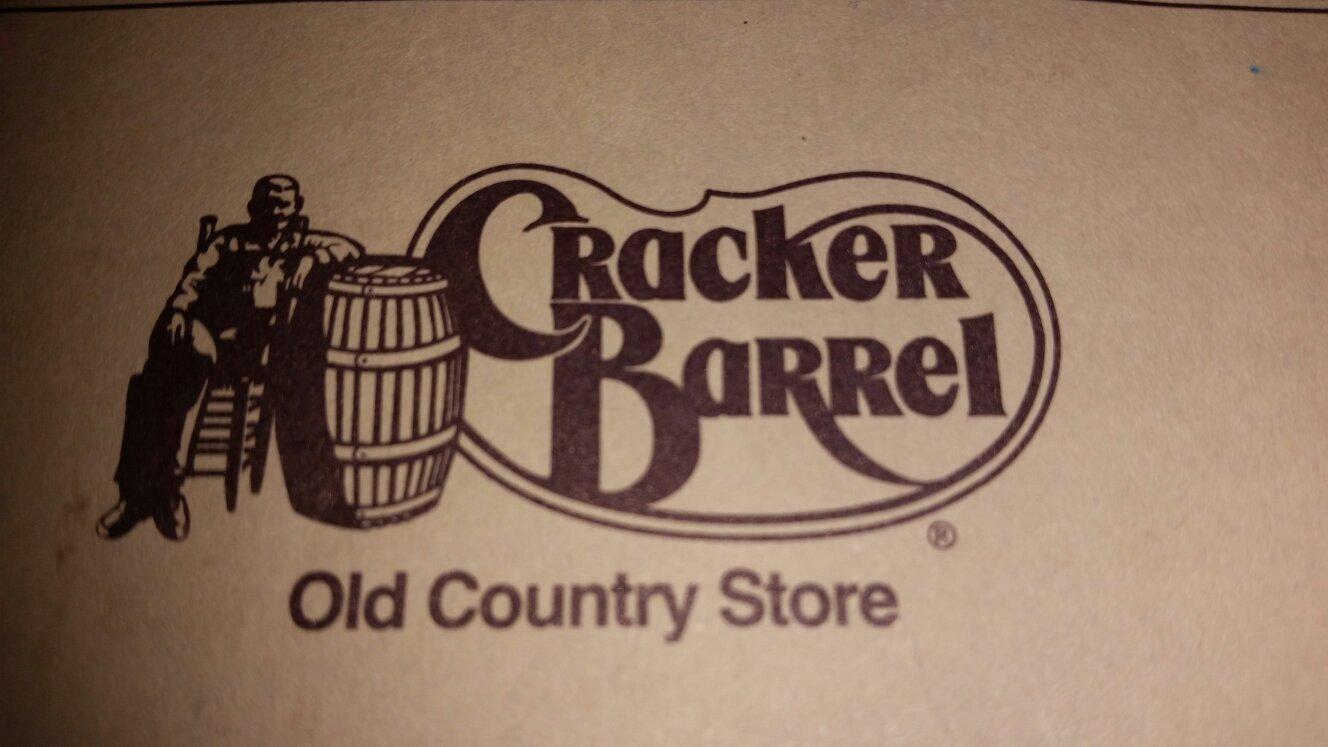 Cracker
Barrel
®
Old Country Store